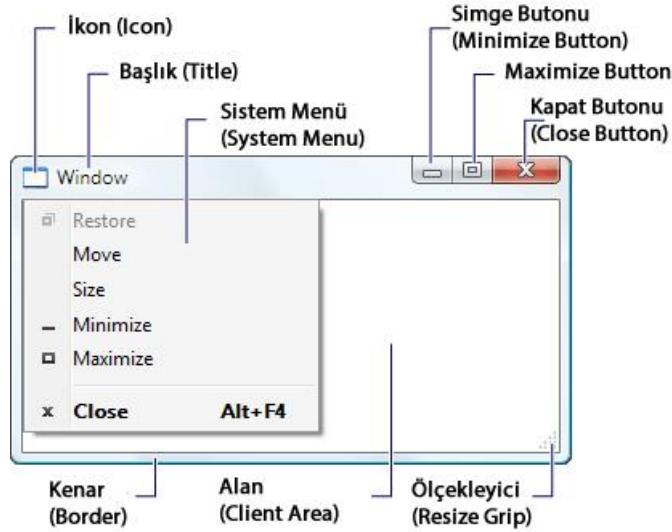 İkon (Icon)
Başlık (Title)
Sistem Menü
(System Menu)
Simge Butonu
(Minimize Button)
Maximize Button
Kapat Butonu
(Close Button)
Window
Restore
Move
Size
Minimize
Maximize
Close Alt+F4
Kenar
(Border)
Alan
(Client Area)
Ölçekleyici
(Resize Grip)